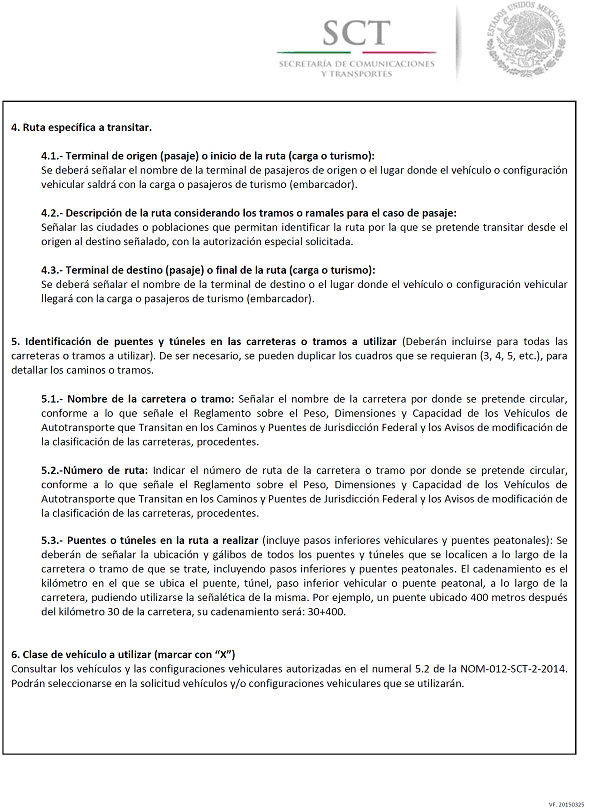 SCT
SECRETARÍA DE COMUNICACIONES
Y TRANSPORTES
ESTADOS UNIDOS MEXICANOS
4. Ruta específica a transitar.
4.1.- Terminal de origen (pasaje) o inicio de la ruta (carga o turismo):
Se deberá señalar el nombre de la terminal de pasajeros de origen o el lugar donde el vehículo o configuración
vehicular saldrá con la carga o pasajeros de turismo (embarcador).
4.2.- Descripción de la ruta considerando los tramos o ramales para el caso de pasaje:
Señalar las ciudades o poblaciones que permitan identificar la ruta por la que se pretende transitar desde el
origen al destino señalado, con la autorización especial solicitada.
4.3.- Terminal de destino (pasaje) o final de la ruta (carga o turismo):
Se deberá señalar el nombre de la terminal de destino o el lugar donde el vehículo o configuración vehicular
llegará con la carga o pasajeros de turismo (embarcador).
5. Identificación de puentes y túneles en las carreteras o tramos a utilizar (Deberán incluirse para todas las
carreteras o tramos a utilizar). De ser necesario, se pueden duplicar los cuadros que se requieran (3, 4, 5, etc.), para
detallar los caminos o tramos.
5.1.- Nombre de la carretera o tramo: Señalar el nombre de la carretera por donde se pretende circular,
conforme a lo que señale el Reglamento sobre el Peso, Dimensiones y Capacidad de los Vehículos de
Autotransporte que Transitan en los Caminos y Puentes de Jurisdicción Federal y los Avisos de modificación de
la clasificación de las carreteras, procedentes.
5.2.-Número de ruta: Indicar el número de ruta de la carretera o tramo por donde se pretende circular,
conforme a lo que señale el Reglamento sobre el Peso, Dimensiones y Capacidad de los Vehículos de
Autotransporte que Transitan en los Caminos y Puentes de Jurisdicción Federal y los Avisos de modificación de
la clasificación de las carreteras, procedentes.
5.3.- Puentes o túneles en la ruta a realizar (incluye pasos inferiores vehiculares y puentes peatonales): Se
deberán de señalar la ubicación y gálibos de todos los puentes y túneles que se localicen a lo largo de la
carretera o tramo de que se trate, incluyendo pasos inferiores y puentes peatonales. El cadenamiento es el
kilómetro en el que se ubica el puente, túnel, paso inferior vehicular o puente peatonal, a lo largo de la
carretera, pudiendo utilizarse la señalética de la misma. Por ejemplo, un puente ubicado 400 metros después
del kilómetro 30 de la carretera, su cadenamiento será: 30+400.
6. Clase de vehículo a utilizar (marcar con “X”)
Consultar los vehículos y las configuraciones vehiculares autorizadas en el numeral 5.2 de la NOM-012-SCT-2-2014.
Podrán seleccionarse en la solicitud vehículos y/o configuraciones vehiculares que se utilizarán.
VF. 20150325